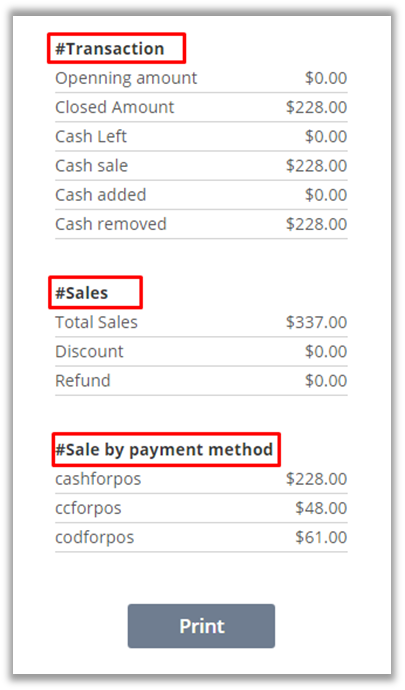 #Transaction
Openning amount $0.00
Closed Amount $228.00
Cash Left $0.00
Cash sale $228.00
Cash added $0.00
Cash removed $228.00
#Sales
Total Sales $337.00
Discount $0.00
Refund $0.00
#Sale by payment method
cashforpos $228.00
ccforpos $48.00
codforpos $61.00
Print